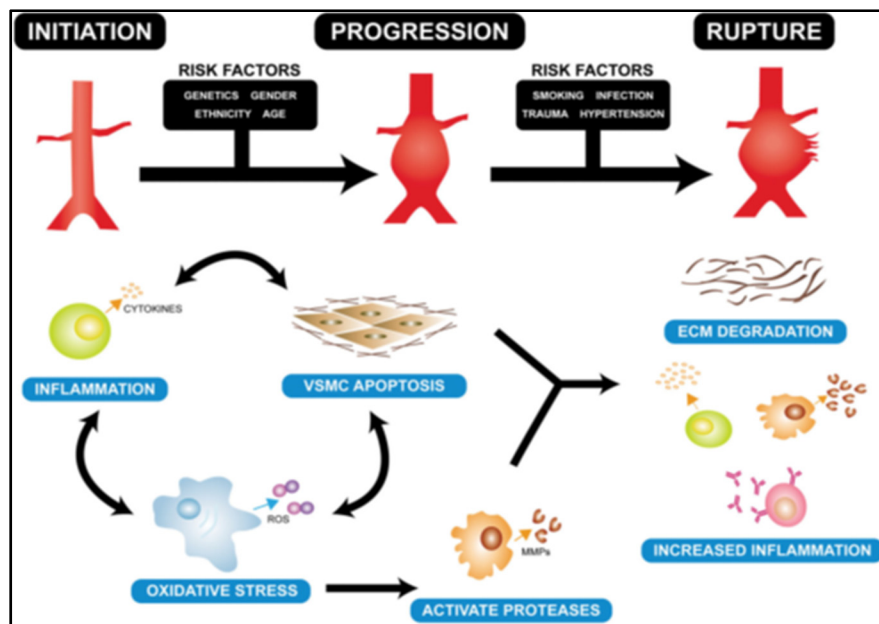 INITIATION
PROGRESSION
RUPTURE
RISK FACTORS
GENETICS GENDER
ETHNICITY AGE
RISK FACTORS
SMOKING INFECTION
TRAUMA HYPERTENSION
CYTOKINES
INFLAMMATION
VSMC APOPTOSIS
ECM DEGRADATION
ROS
OXIDATIVE STRESS
MMPs
ACTIVATE PROTEASES
INCREASED INFLAMMATION